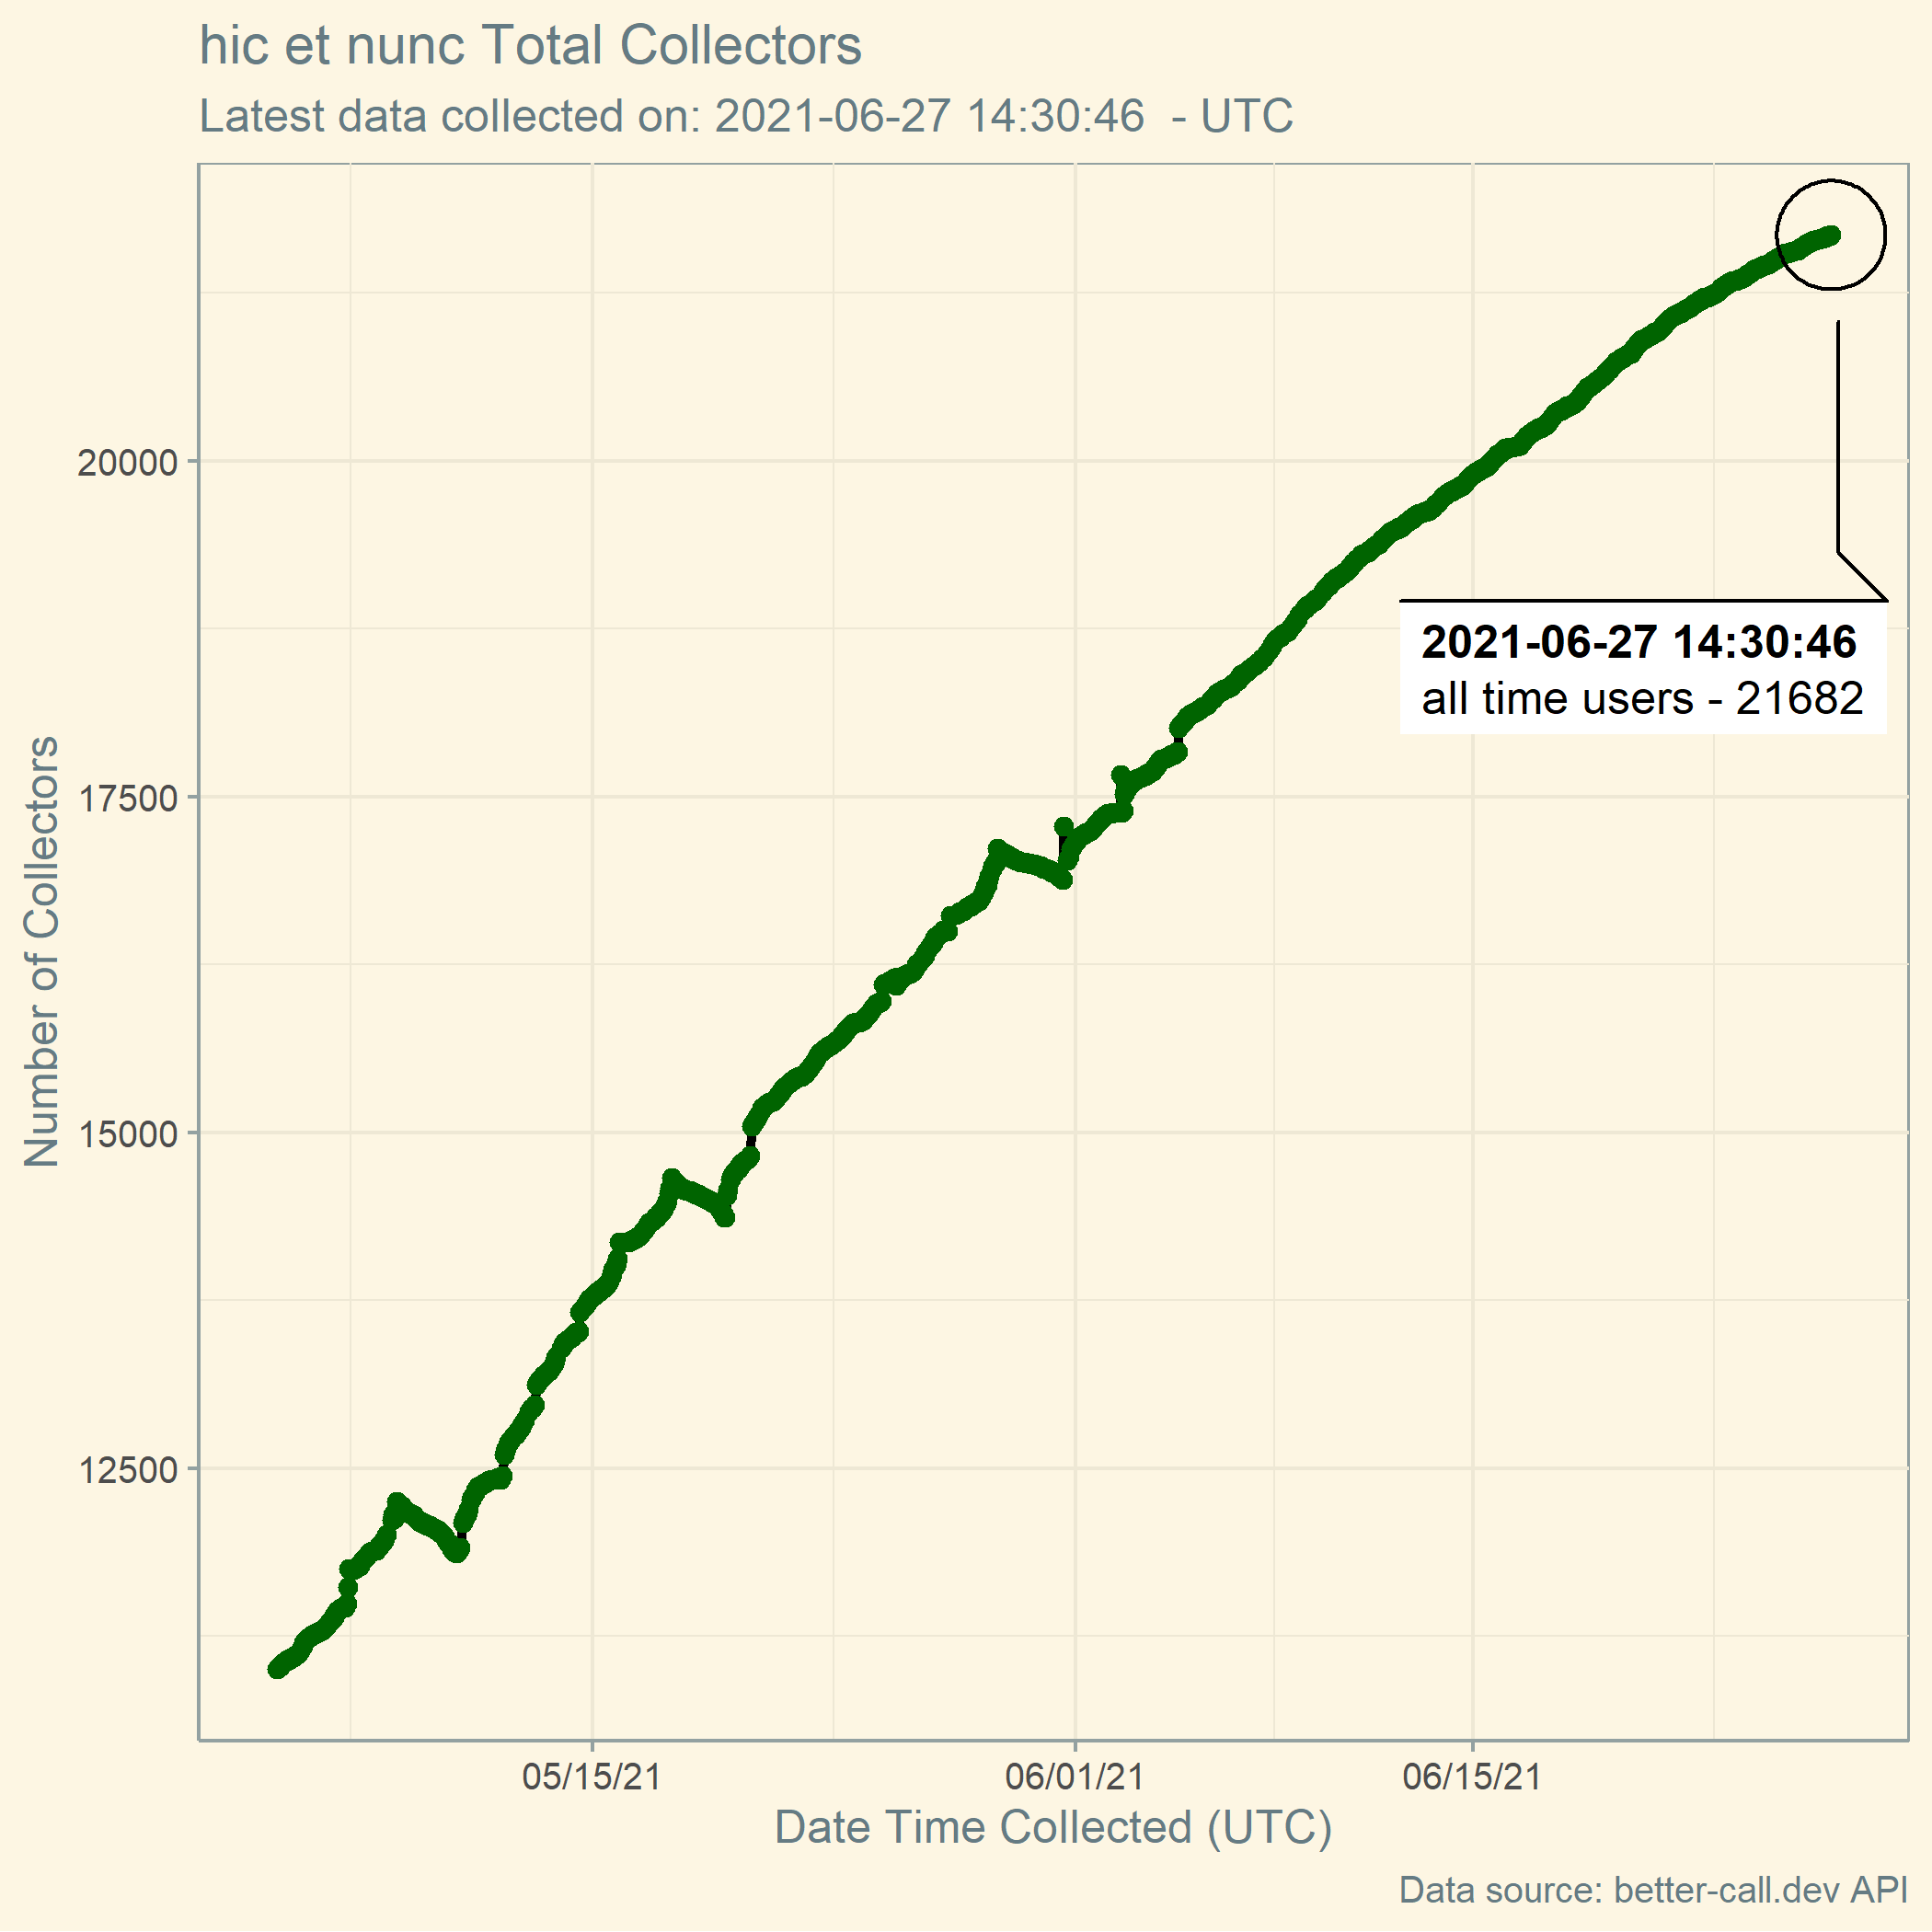 hic et nunc Total Collectors
Latest data collected on: 2021-06-27 14:30:46  - UTC
Number of Collectors
20000
17500
15000
12500
2021-06-27 14:30:46
all time users - 21682
05/15/21
06/01/21
06/15/21
Date Time Collected (UTC)
Data source: better-call.dev API